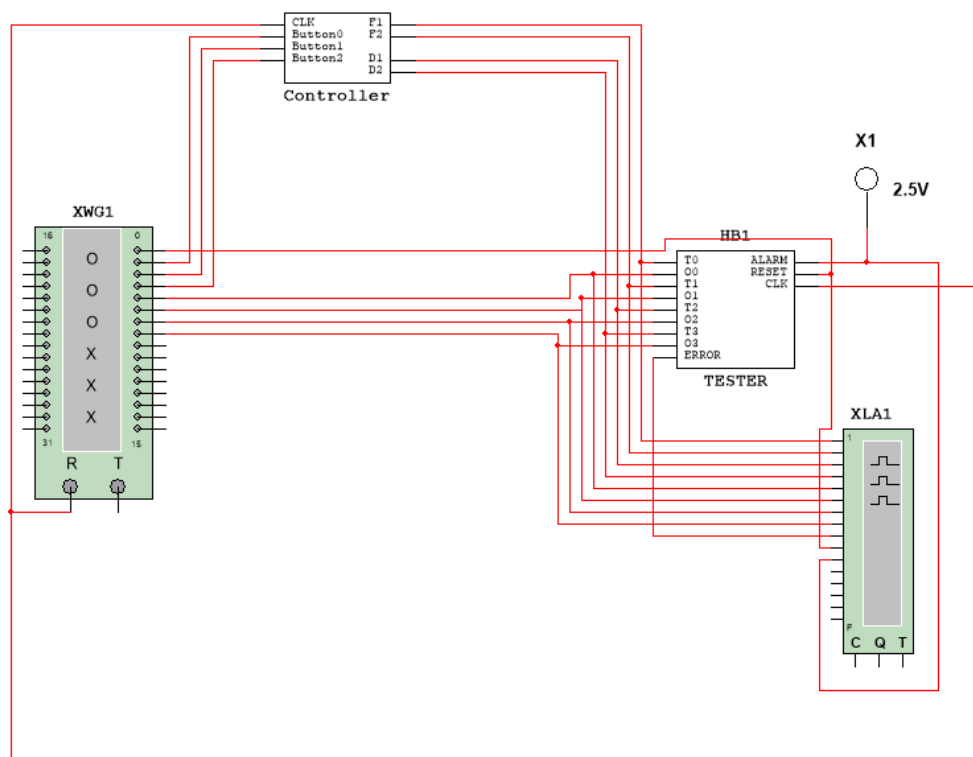 CLK F1
Button0 F2
Button1
Button2 D1
D2
Controller
X1
2.5V
XWG1
16 0
O
O
O
X
X
X
31 15
R T
HB1
T0 ALARM
O0 RESET
T1 CLK
O1
T2
O2
T3
O3
ERROR
TESTER
XLA1
1
F
C Q T